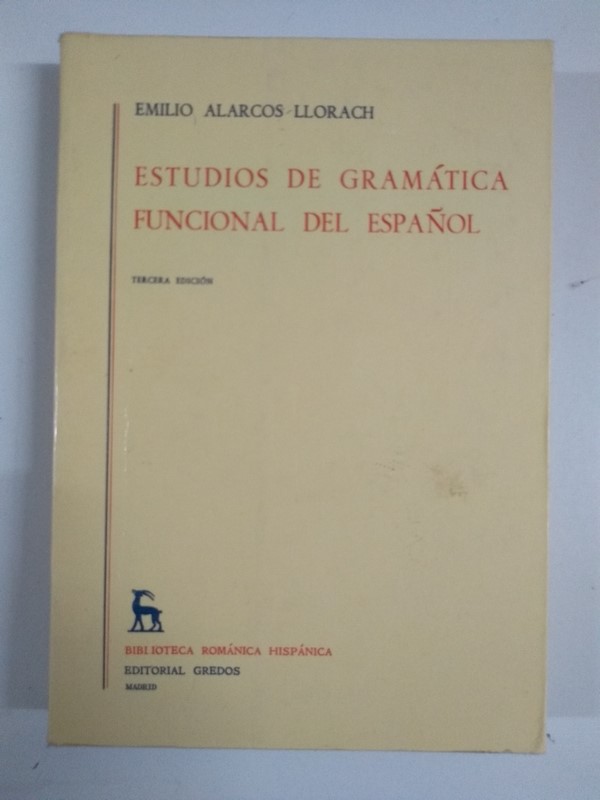 EMILIO ALARCOS LLORACH
ESTUDIOS DE GRAMÁTICA
FUNCIONAL DEL ESPAÑOL
TERCERA EDICIÓN
BIBLIOTECA ROMÁNICA HISPÁNICA
EDITORIAL GREDOS
MADRID